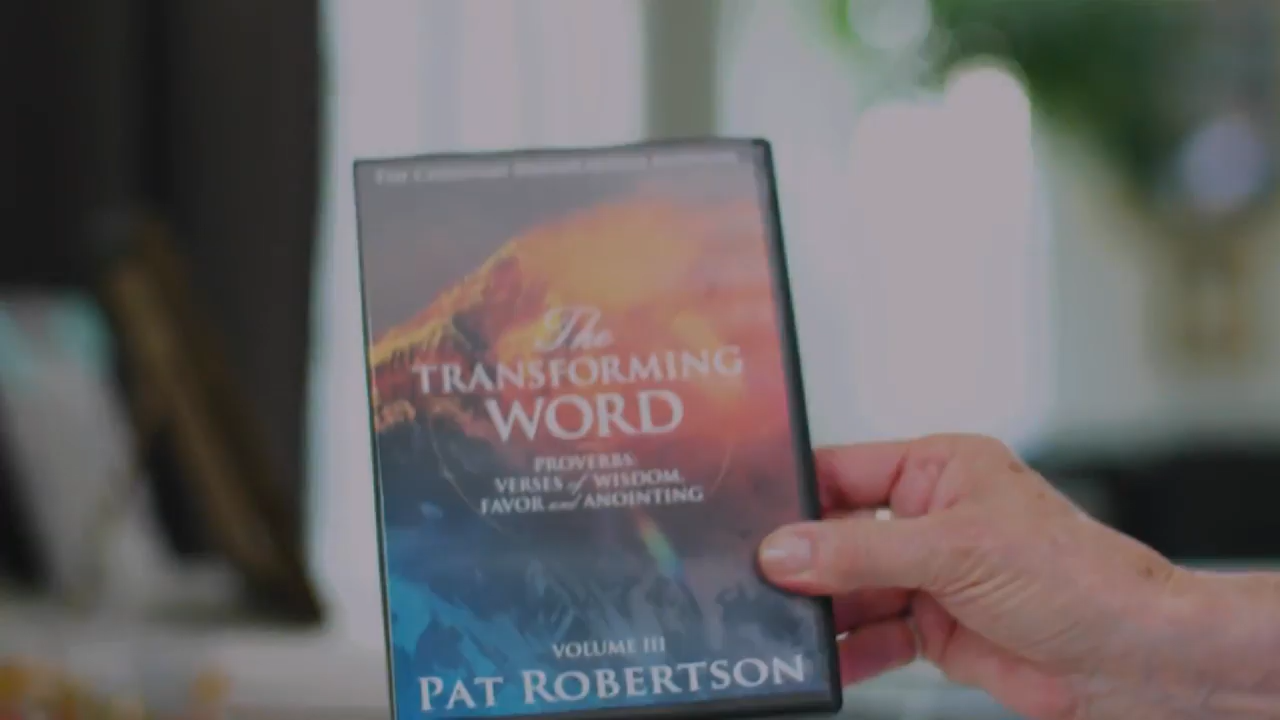 The
TRANSFORMING
WORD
PROVERBS:
VERSES of WISDOM,
FAVOR and ANOINTING
VOLUME III
PAT ROBERTSON